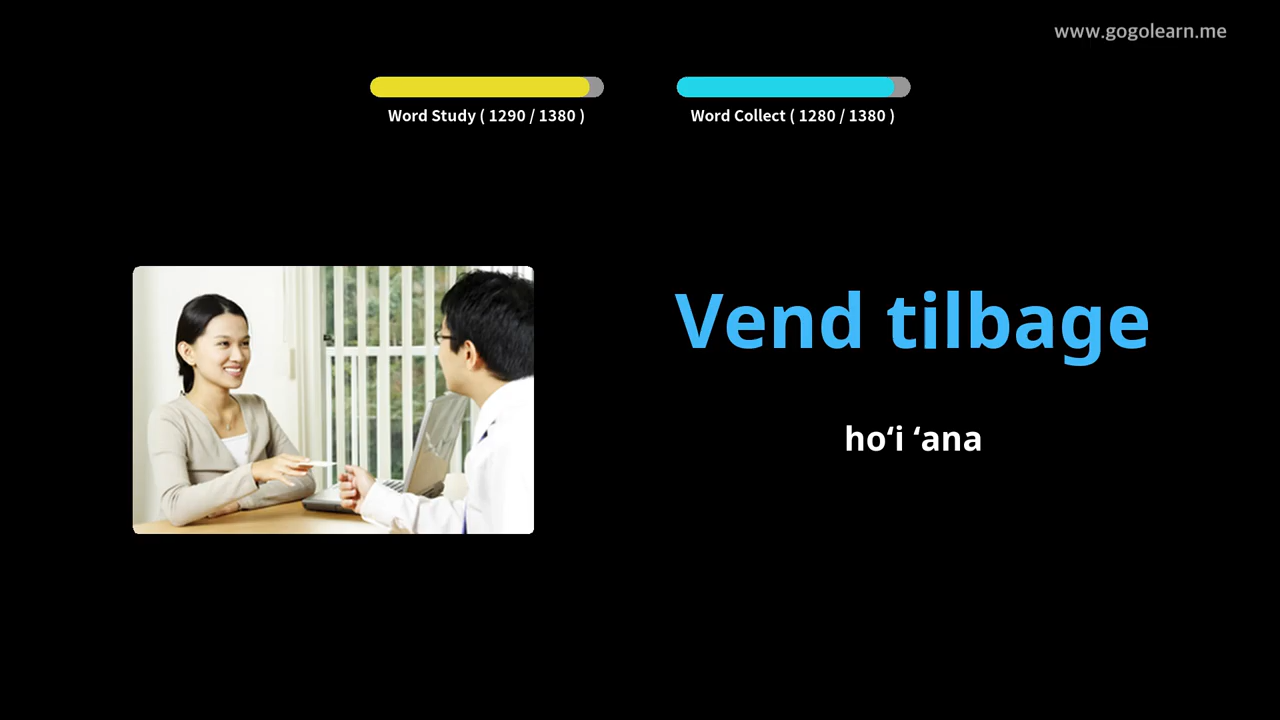 www.gogolearn.me
Word Study ( 1290 / 1380 )
Word Collect ( 1280 / 1380 )
Vend tilbage
hoʻi ʻana